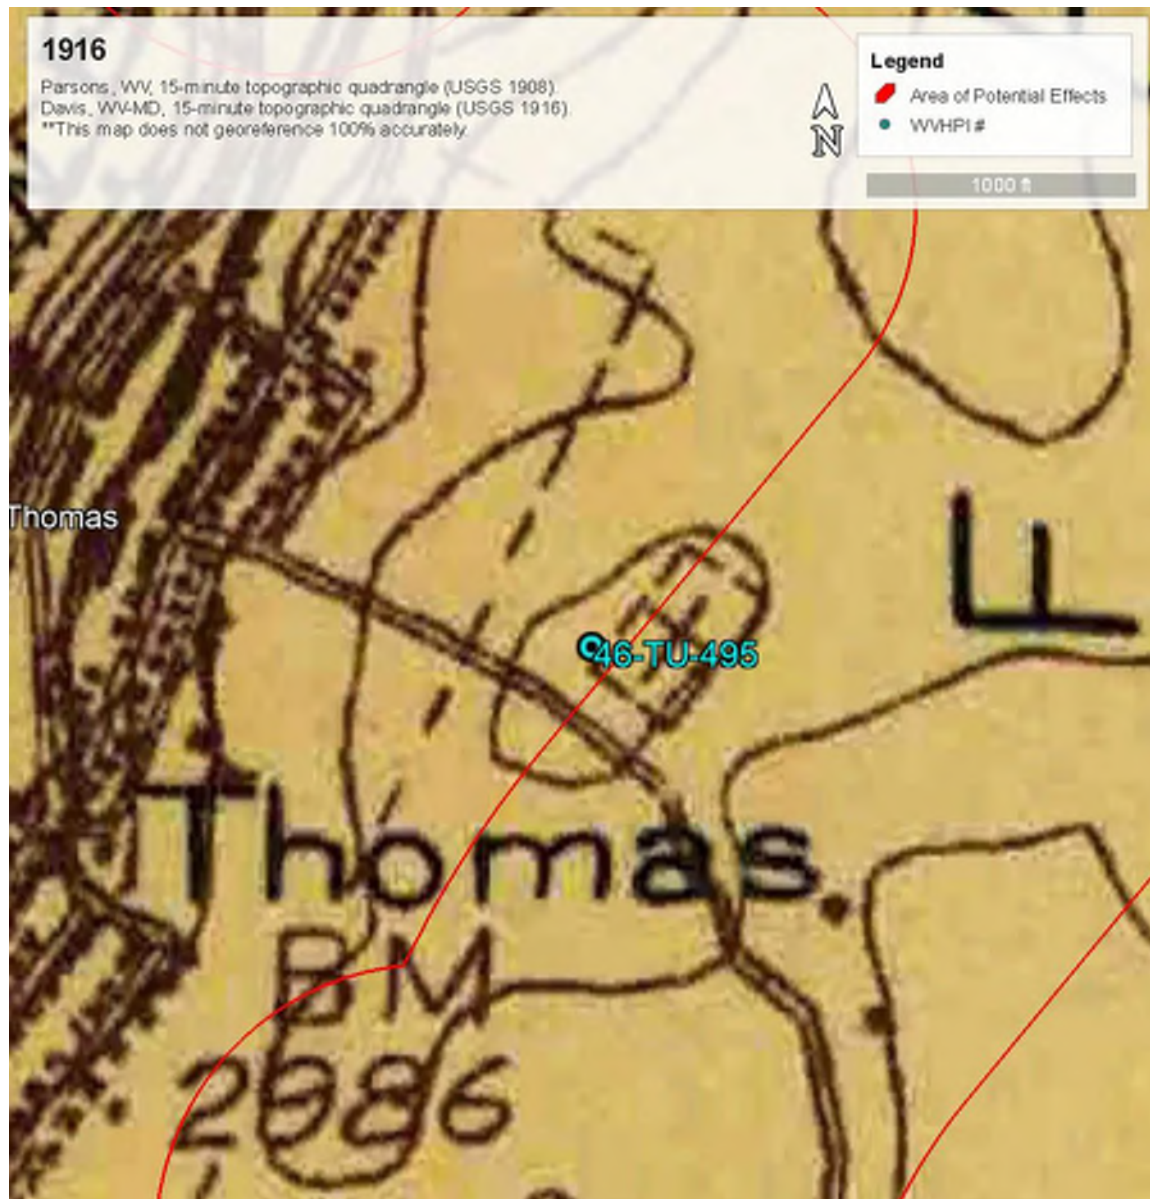 1916
Parsons, WV, 15-minute topographic quadrangle (USGS 1908).
Davis, WV-MD, 15-minute topographic quadrangle (USGS 1916).
**This map does not georeference 100% accurately.
N
Legend
Area of Potential Effects
WVHPI #
1000 ft
Thomas
46-TU-495
Thomas
BM
2986